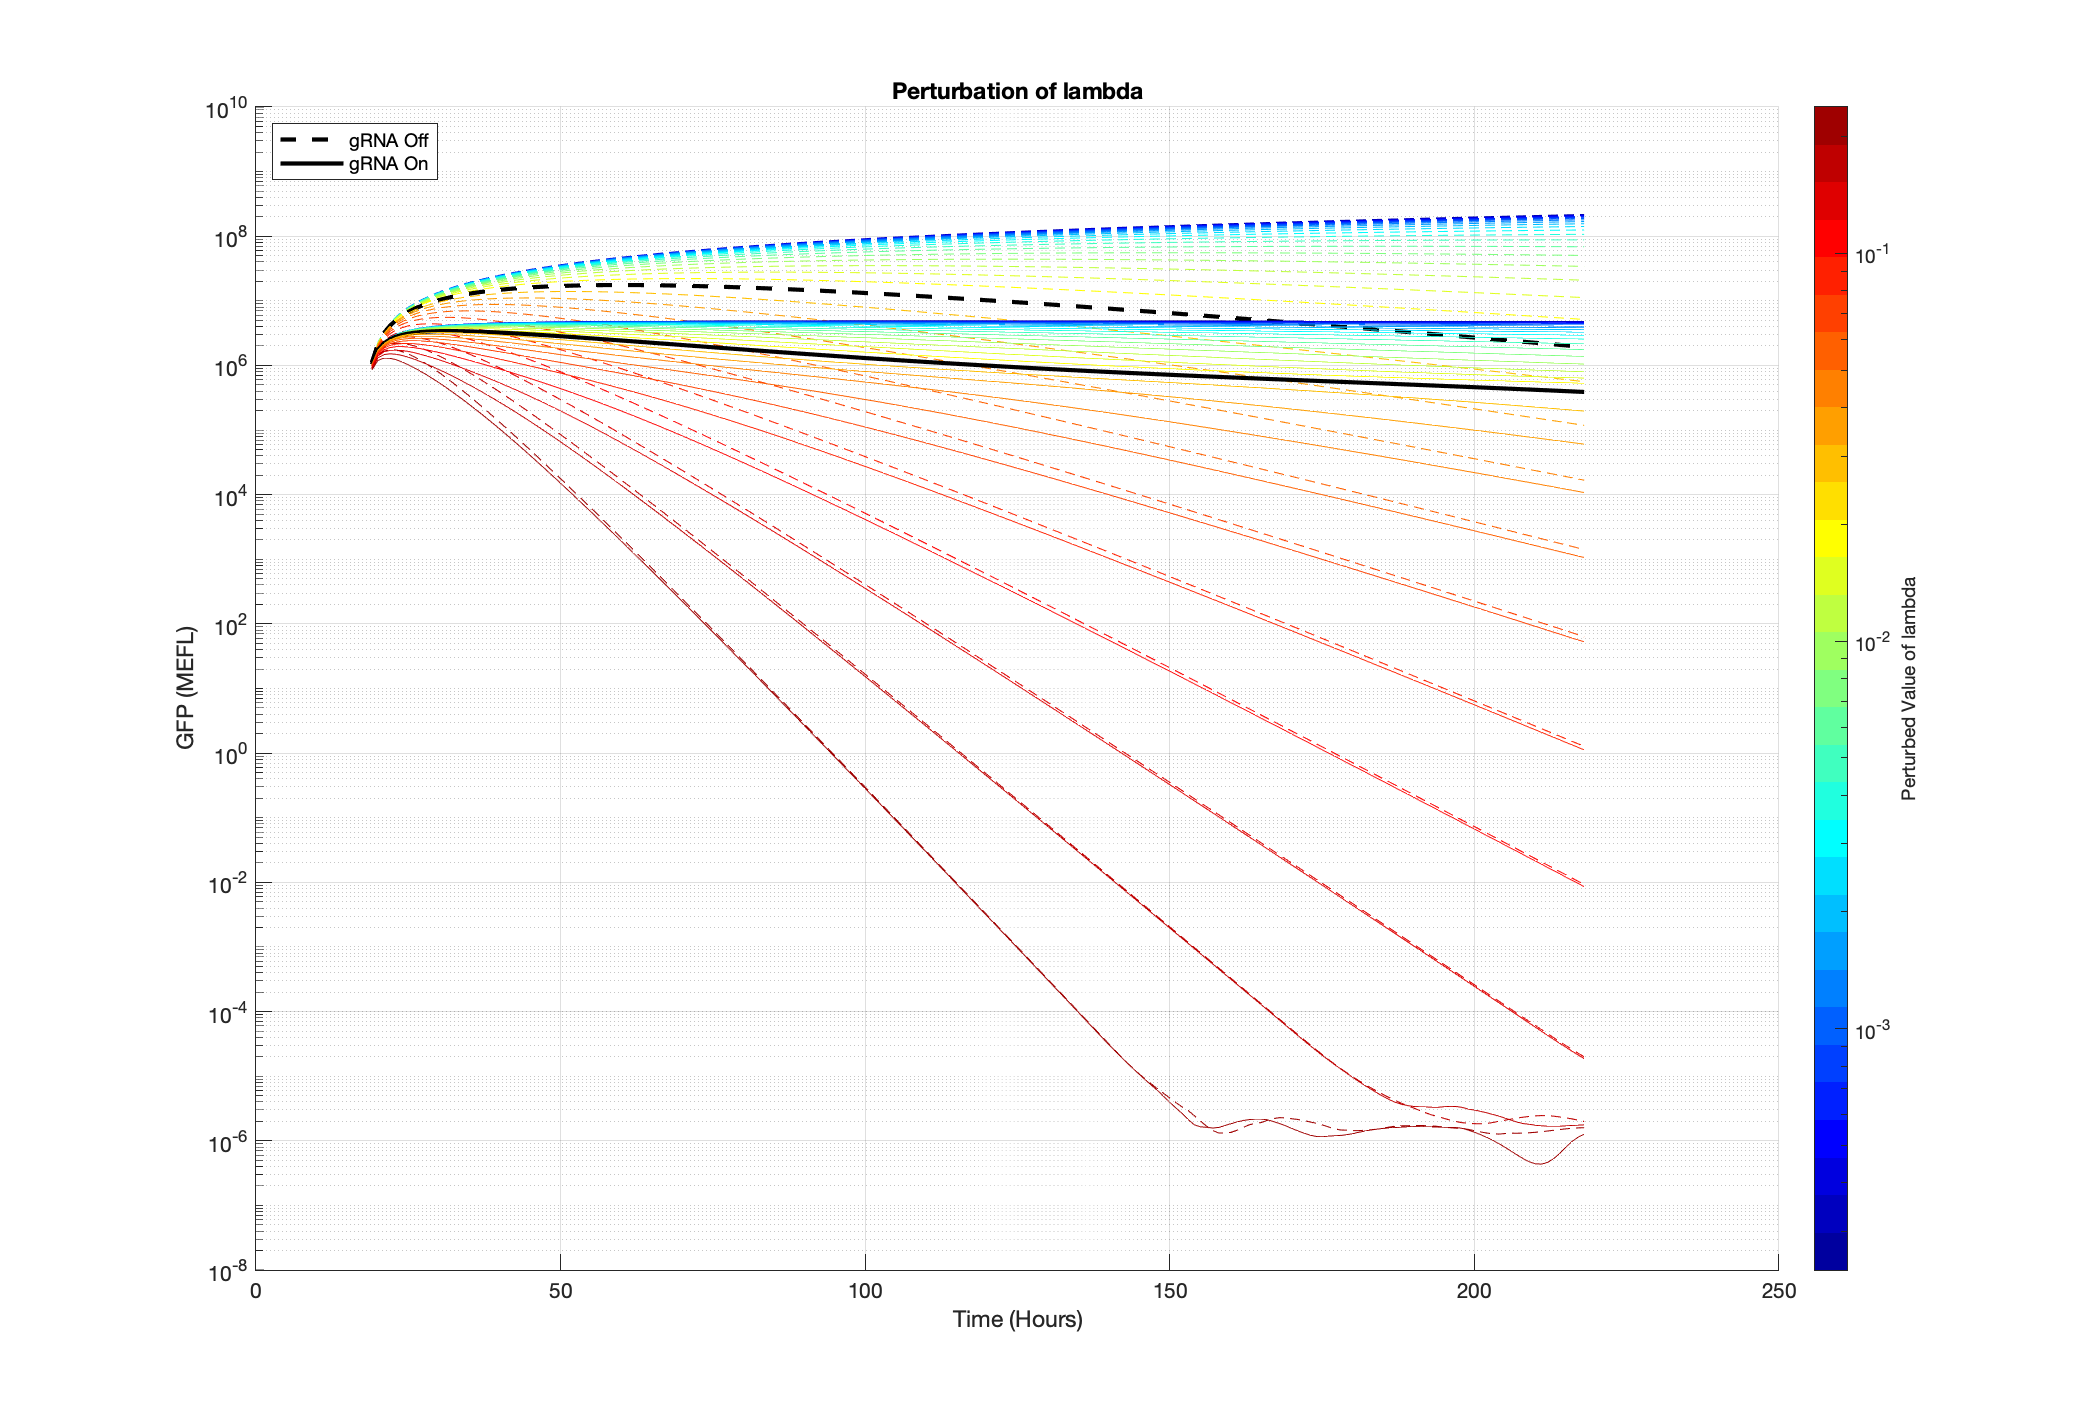 Perturbation of lambda
gRNA Off
gRNA On
10^10
10^8
10^6
10^4
10^2
10^0
10^-2
10^-4
10^-6
10^-8
GFP (MEFL)
0 50 100 150 200 250
Time (Hours)
10^-1
10^-2
10^-3
Perturbed Value of lambda